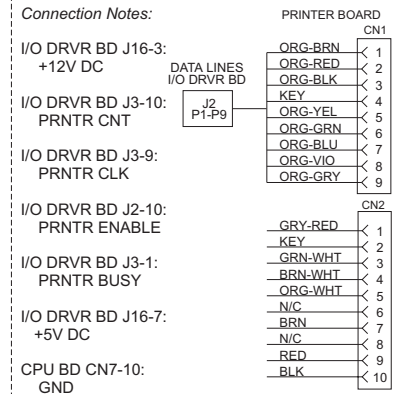 Connection Notes:
I/O DRVR BD J16-3:
+12V DC
I/O DRVR BD J3-10:
PRNTR CNT
I/O DRVR BD J3-9:
PRNTR CLK
I/O DRVR BD J2-10:
PRNTR ENABLE
I/O DRVR BD J3-1:
PRNTR BUSY
I/O DRVR BD J16-7:
+5V DC
CPU BD CN7-10:
GND
DATA LINES
I/O DRVR BD
J2
P1-P9
PRINTER BOARD
CN1
ORG-BRN 1
ORG-RED 2
ORG-BLK 3
KEY 4
ORG-YEL 5
ORG-GRN 6
ORG-BLU 7
ORG-VIO 8
ORG-GRY 9
CN2
GRY-RED 1
KEY 2
GRN-WHT 3
BRN-WHT 4
ORG-WHT 5
N/C 6
BRN 7
N/C 8
RED 9
BLK 10